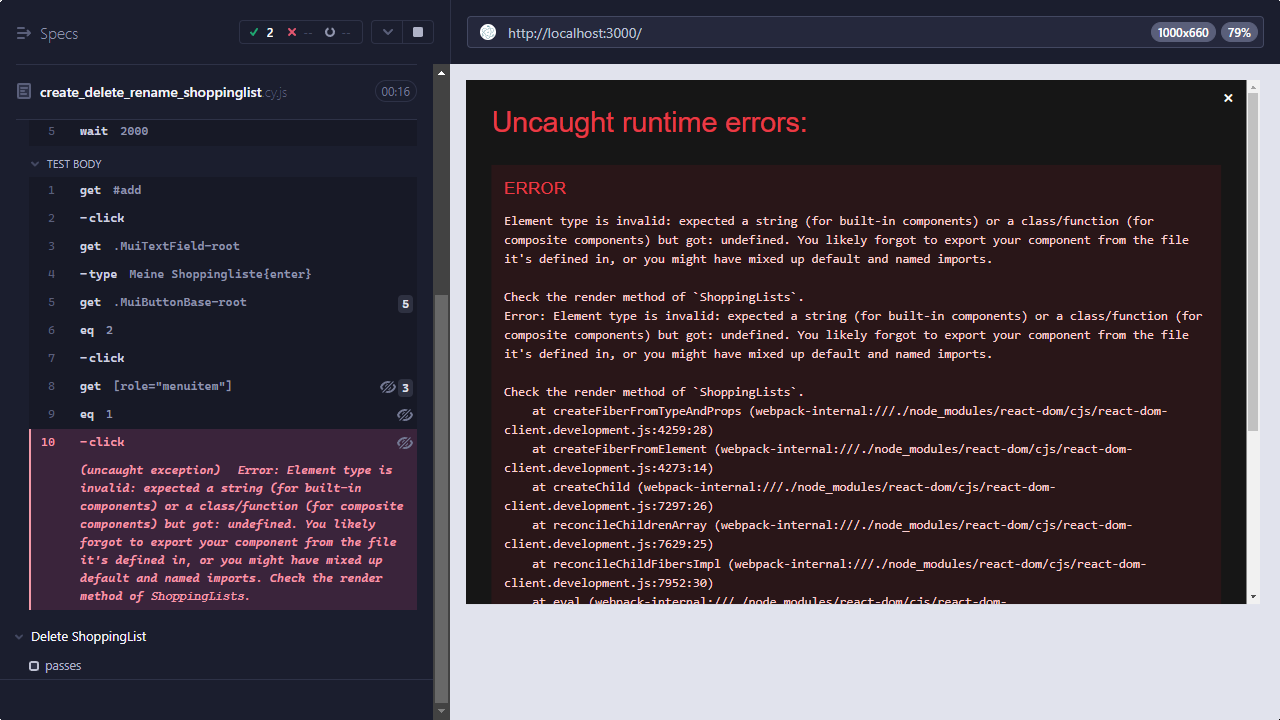 Specs
2
--
--
create_delete_rename_shoppinglist.cy.js
00:16
5 wait 2000
TEST BODY
1 get #add
2 -click
3 get .MuiTextField-root
4 -type Meine Shoppingliste{enter}
5 get .MuiButtonBase-root 5
6 eq 2
7 -click
8 get [role="menuitem"] 3
9 eq 1
10 -click
(uncaught exception) Error: Element type is
invalid: expected a string (for built-in
components) or a class/function (for composite
components) but got: undefined. You likely
forgot to export your component from the file
it's defined in, or you might have mixed up
default and named imports. Check the render
method of ShoppingLists.
Delete ShoppingList
passes
http://localhost:3000/
1000x660
79%
×
Uncaught runtime errors:
ERROR
Element type is invalid: expected a string (for built-in components) or a class/function (for
composite components) but got: undefined. You likely forgot to export your component from the file
it's defined in, or you might have mixed up default and named imports.
Check the render method of `ShoppingLists`.
Error: Element type is invalid: expected a string (for built-in components) or a class/function (for
composite components) but got: undefined. You likely forgot to export your component from the file
it's defined in, or you might have mixed up default and named imports.
Check the render method of `ShoppingLists`.
at createFiberFromTypeAndProps (webpack-internal:///./node_modules/react-dom/cjs/react-dom-
client.development.js:4259:28)
at createFiberFromElement (webpack-internal:///./node_modules/react-dom/cjs/react-dom-
client.development.js:4273:14)
at createChild (webpack-internal:///./node_modules/react-dom/cjs/react-dom-
client.development.js:7297:26)
at reconcileChildrenArray (webpack-internal:///./node_modules/react-dom/cjs/react-dom-
client.development.js:7629:25)
at reconcileChildFibersImpl (webpack-internal:///./node_modules/react-dom/cjs/react-dom-
client.development.js:7952:30)
at eval (webpack-internal:///./node_modules/react-dom/cjs/react-dom-